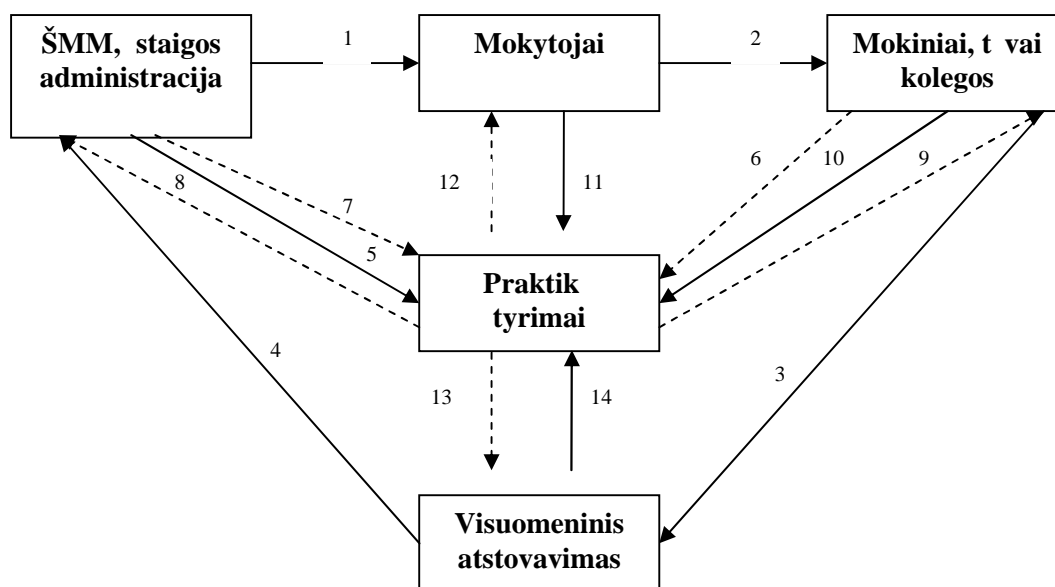 ŠMM, staigos
administracija
1
Mokytojai
2
Mokiniai, t vai
kolegos
8
7
5
12
11
6
10
9
Praktik
tyrimai
4
13
14
3
Visuomeninis
atstovavimas